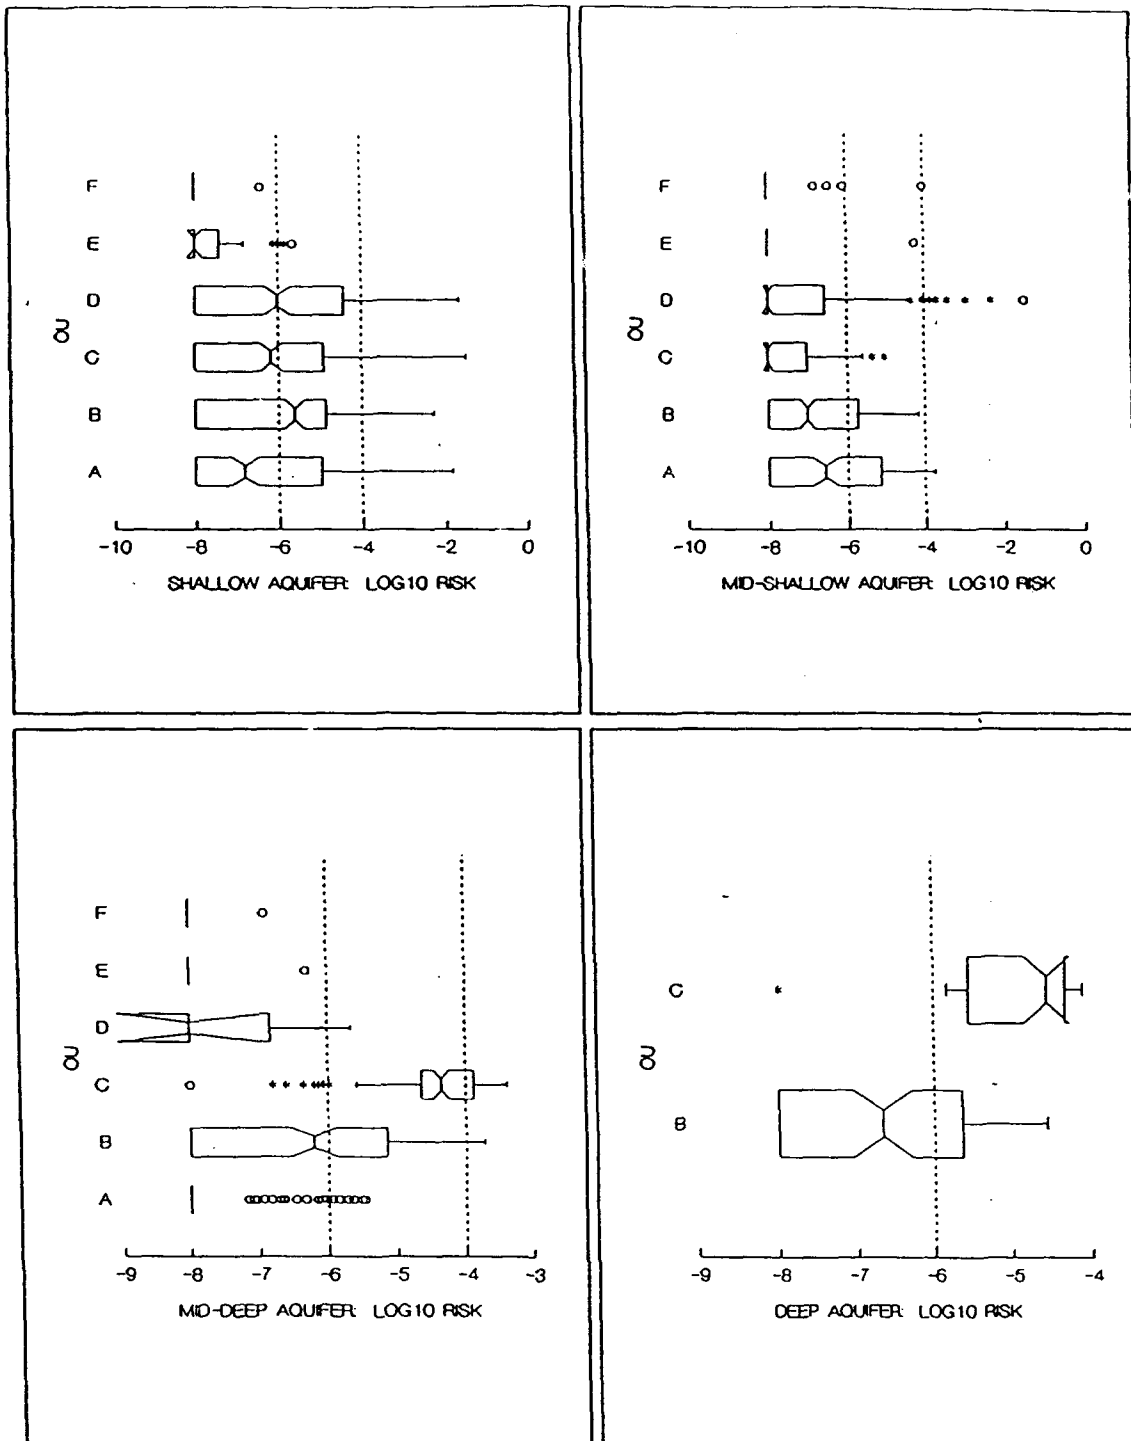 F
E
D
OU
C
B
A
-10 -8 -6 -4 -2 0
SHALLOW AQUIFER: LOG10 RISK
F
E
D
OU
C
B
A
-10 -8 -6 -4 -2 0
MID-SHALLOW AQUIFER: LOG10 RISK
F
E
D
OU
C
B
A
-9 -8 -7 -6 -5 -4 -3
MID-DEEP AQUIFER: LOG10 RISK
C
OU
B
-9 -8 -7 -6 -5 -4
DEEP AQUIFER: LOG10 RISK